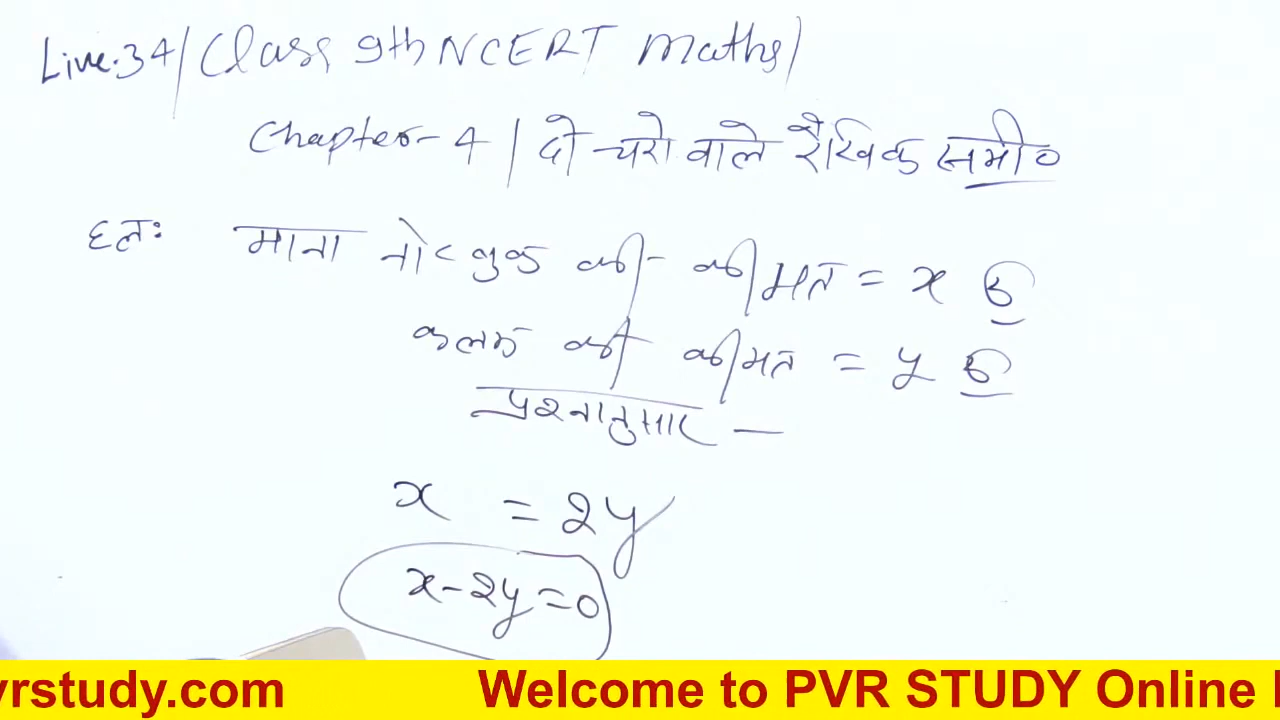 Live.34/Class 9th NCERT Maths/
Chapter-4/दो चरो वाले रैखिक समी०
हलः माना नोटबुक की कीमत = x रु
कलम की कीमत = y रु
प्रश्नानुसार —
x = 2y
x-2y=0
vrstudy.com Welcome to PVR STUDY Online